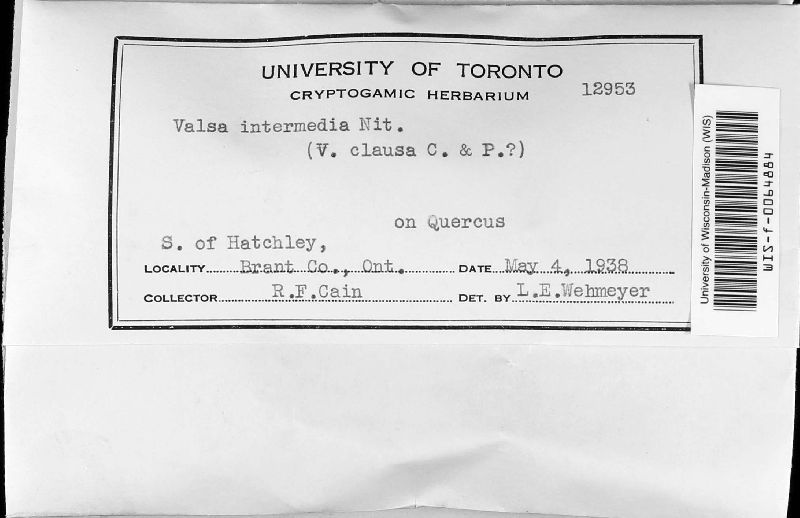 UNIVERSITY OF TORONTO
CRYPTOGAMIC HERBARIUM 12953
Valsa intermedia Nit.
(V. clausa C. & P.?)
on Quercus
S. of Hatchley,
LOCALITY Brant Co., Ont. DATE May 4, 1938
COLLECTOR R.F.Cain DET. BY L.E.Wehmeyer
University of Wisconsin-Madison (WIS)
WIS-f-0064884